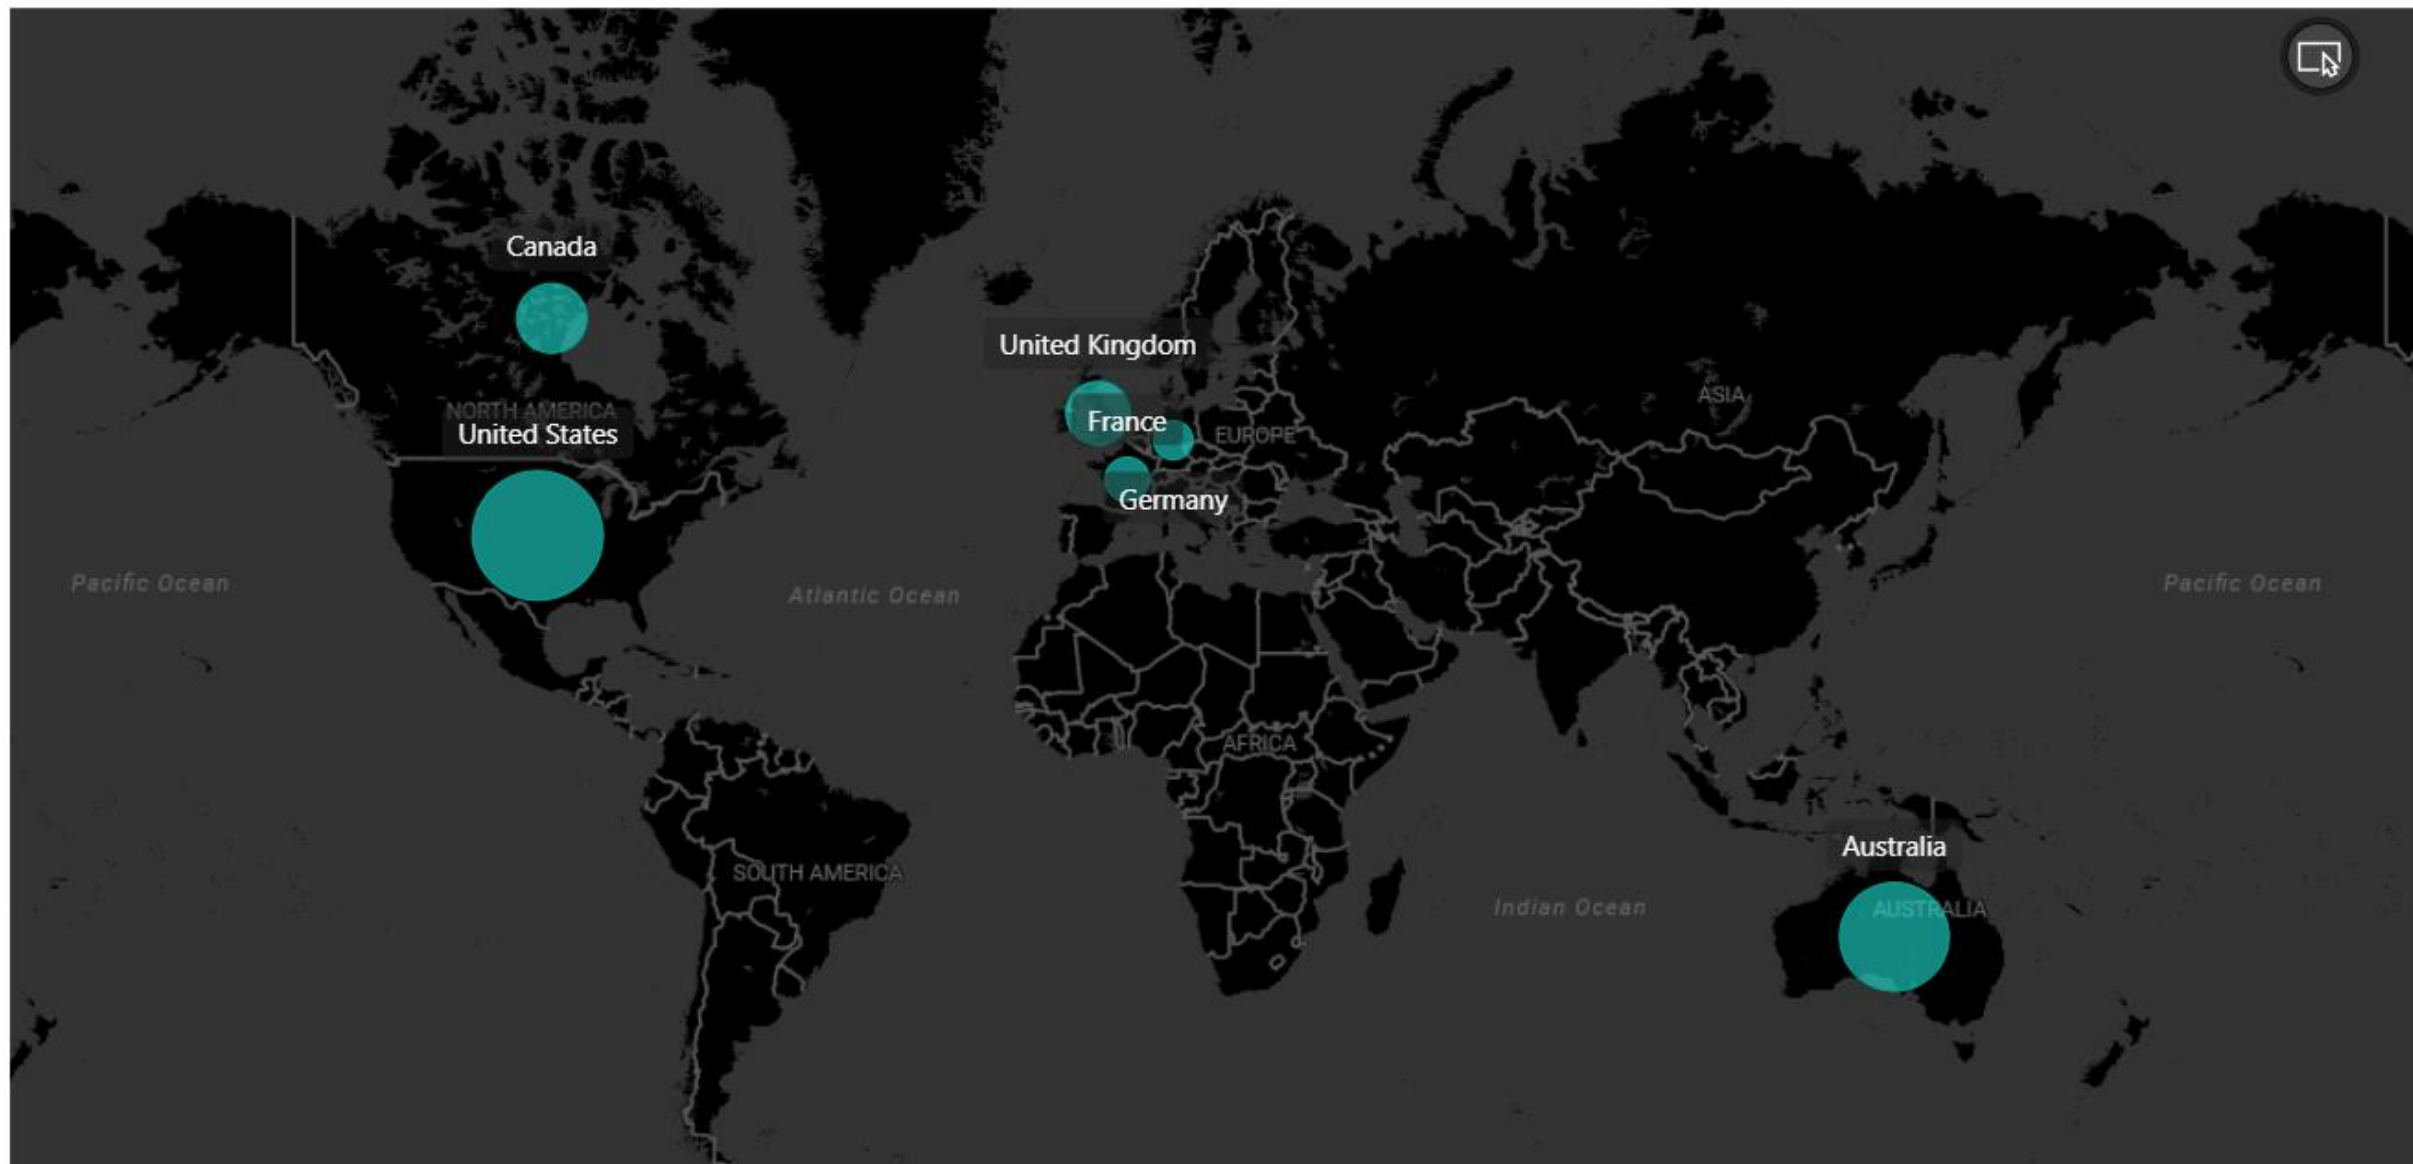 Canada
United Kingdom
ASIA
NORTH AMERICA
France
United States
EUROPE
Germany
Pacific Ocean
Atlantic Ocean
Pacific Ocean
AFRICA
Australia
SOUTH AMERICA
Indian Ocean
AUSTRALIA